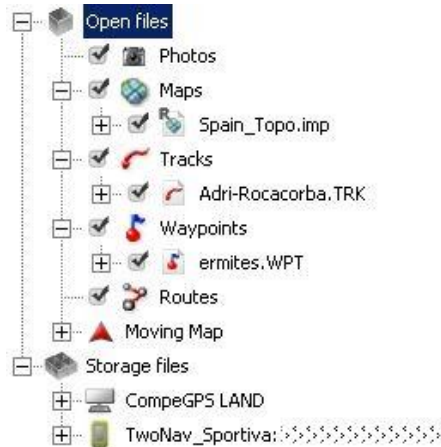 Open files
Photos
Maps
Spain_Topo.imp
Tracks
Adri-Rocacorba.TRK
Waypoints
ermites.WPT
Routes
Moving Map
Storage files
CompeGPS LAND
TwoNav_Sportiva: